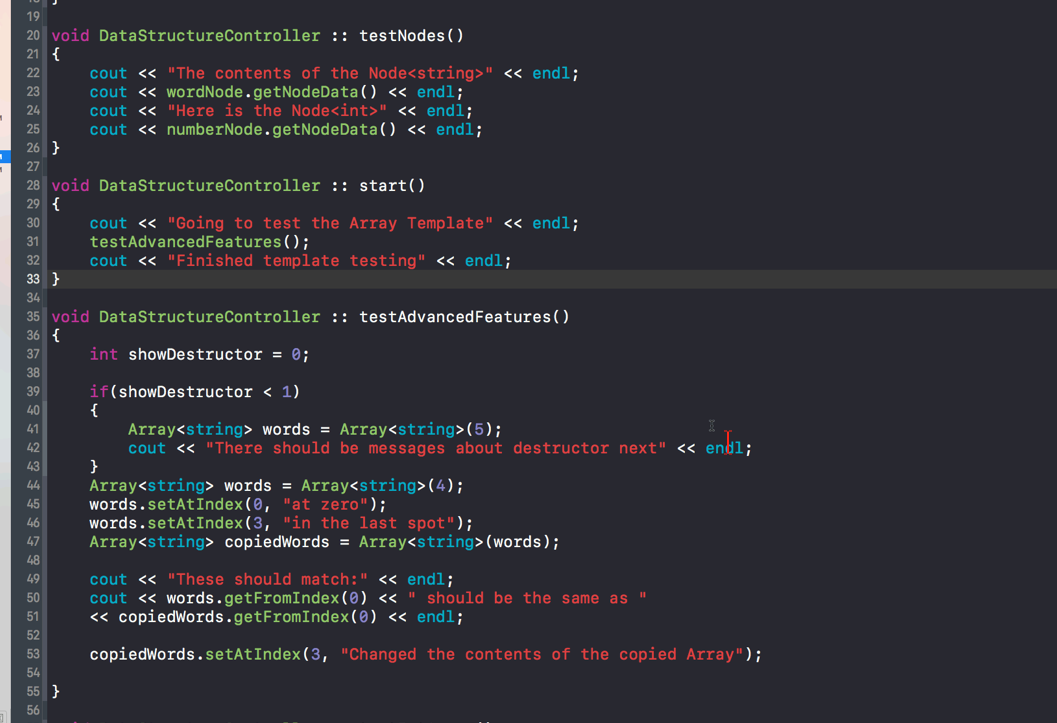 19
20 void DataStructureController :: testNodes()
21 {
22     cout << "The contents of the Node<string>" << endl;
23     cout << wordNode.getNodeData() << endl;
24     cout << "Here is the Node<int>" << endl;
25     cout << numberNode.getNodeData() << endl;
26 }
27
28 void DataStructureController :: start()
29 {
30     cout << "Going to test the Array Template" << endl;
31     testAdvancedFeatures();
32     cout << "Finished template testing" << endl;
33 }
34
35 void DataStructureController :: testAdvancedFeatures()
36 {
37     int showDestructor = 0;
38
39     if(showDestructor < 1)
40     {
41         Array<string> words = Array<string>(5);
42         cout << "There should be messages about destructor next" << endl;
43     }
44     Array<string> words = Array<string>(4);
45     words.setAtIndex(0, "at zero");
46     words.setAtIndex(3, "in the last spot");
47     Array<string> copiedWords = Array<string>(words);
48
49     cout << "These should match:" << endl;
50     cout << words.getFromIndex(0) << " should be the same as "
51     << copiedWords.getFromIndex(0) << endl;
52
53     copiedWords.setAtIndex(3, "Changed the contents of the copied Array");
54
55 }
56